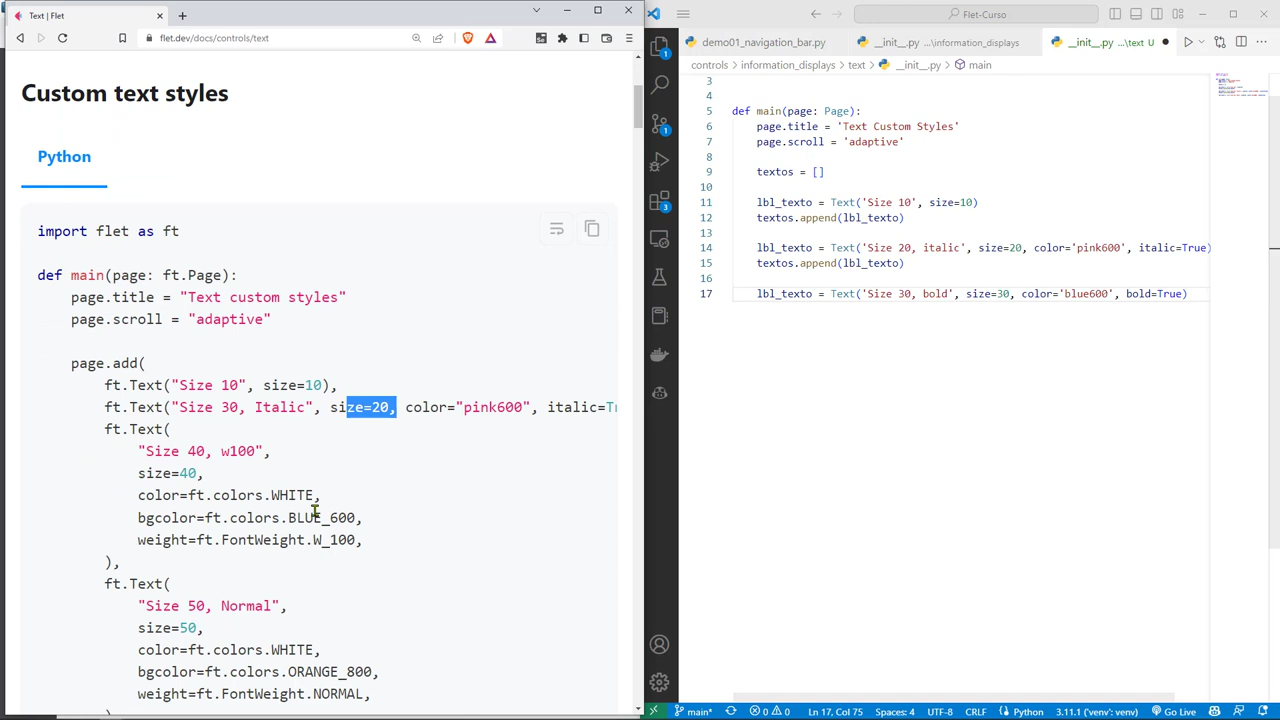 Text | Flet
flet.dev/docs/controls/text
Custom text styles
Python
import flet as ft
def main(page: ft.Page):
page.title = "Text custom styles"
page.scroll = "adaptive"
page.add(
ft.Text("Size 10", size=10),
ft.Text("Size 30, Italic", size=20, color="pink600", italic=Tr
ft.Text(
"Size 40, w100",
size=40,
color=ft.colors.WHITE,
bgcolor=ft.colors.BLUE_600,
weight=ft.FontWeight.W_100,
),
ft.Text(
"Size 50, Normal",
size=50,
color=ft.colors.WHITE,
bgcolor=ft.colors.ORANGE_800,
weight=ft.FontWeight.NORMAL,
Flet-Curso
demo01_navigation_bar.py
__init__.py ...\information_displays
__init__.py ...\text U
controls > information_displays > text > __init__.py > main
3
4
5 def main(page: Page):
6 page.title = 'Text Custom Styles'
7 page.scroll = 'adaptive'
8
9 textos = []
10
11 lbl_texto = Text('Size 10', size=10)
12 textos.append(lbl_texto)
13
14 lbl_texto = Text('Size 20, italic', size=20, color='pink600', italic=True)
15 textos.append(lbl_texto)
16
17 lbl_texto = Text('Size 30, bold', size=30, color='blue600', bold=True)
1
1
3
main*
0 0
Ln 17, Col 75
Spaces: 4
UTF-8
CRLF
Python
3.11.1 ('venv': venv)
Go Live